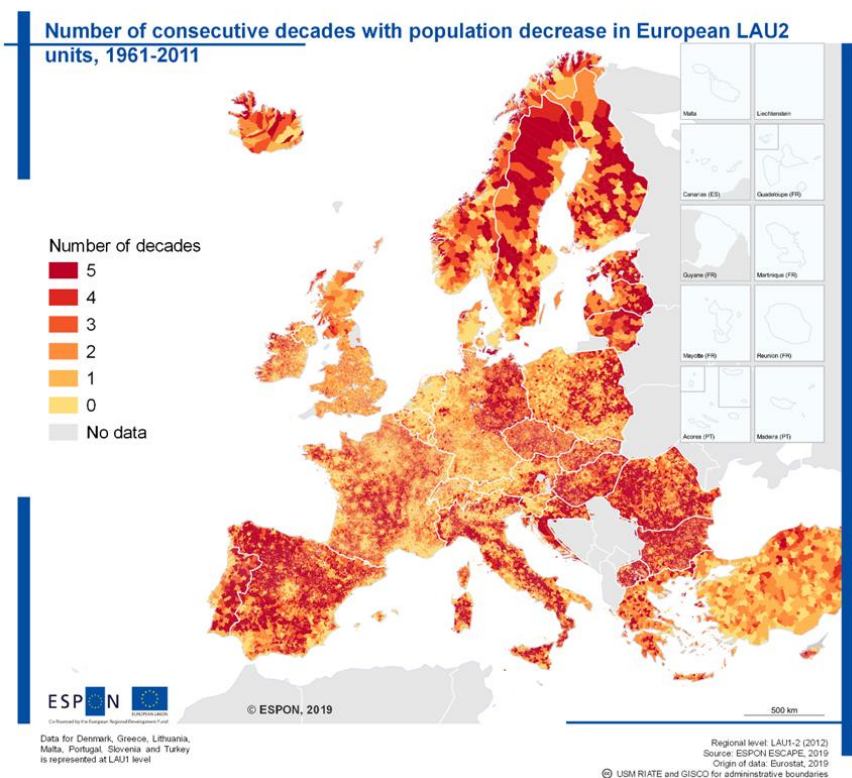 Number of consecutive decades with population decrease in European LAU2
units, 1961-2011
Malta
Liechtenstein
Canarias (ES)
Guadeloupe (FR)
Guyane (FR)
Martinique (FR)
Mayotte (FR)
Reunion (FR)
Acores (PT)
Madeira (PT)
Number of decades
5
4
3
2
1
0
No data
ESPON
EUROPEAN UNION
Co-financed by the European Regional Development Fund
© ESPON, 2019
500 km
Data for Denmark, Greece, Lithuania,
Malta, Portugal, Slovenia and Turkey
is represented at LAU1 level
Regional level: LAU1-2 (2012)
Source: ESPON ESCAPE, 2019
Origin of data: Eurostat, 2019
cc USM RIATE and GISCO for admininstrative boundaries